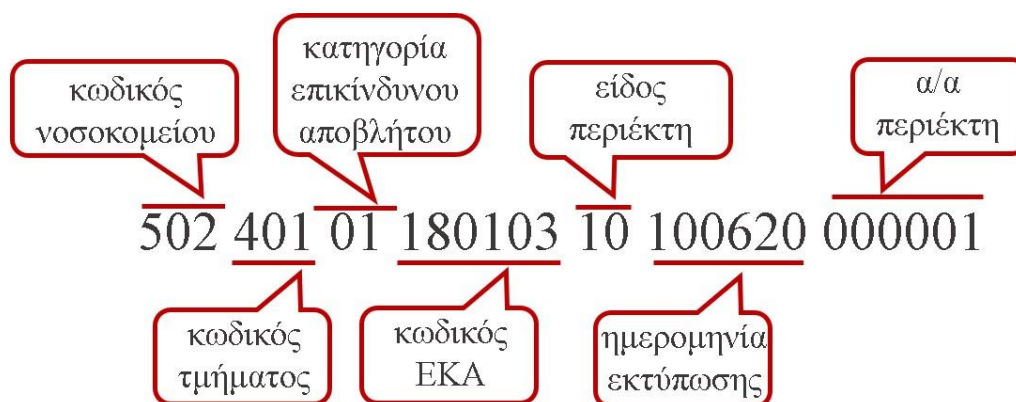 κωδικός
νοσοκομείου
κατηγορία
επικίνδυνου
αποβλήτου
είδος
περιέκτη
α/α
περιέκτη
502 401 01 180103 10 100620 000001
κωδικός
τμήματος
κωδικός
ΕΚΑ
ημερομηνία
εκτύπωσης